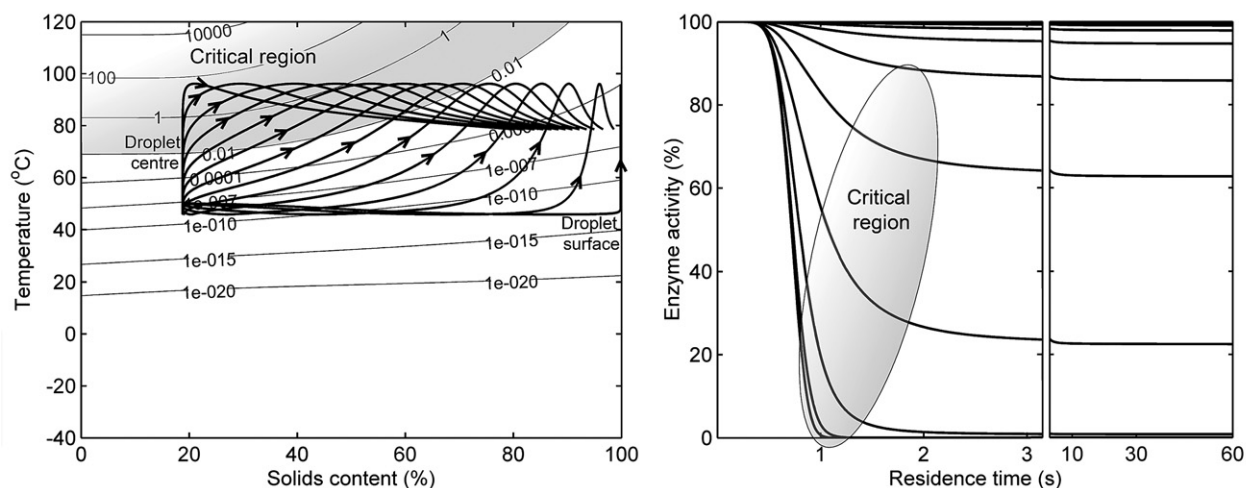 120
100
80
60
40
20
0
-20
-40
Temperature (°C)
10000
100
1
0.01
0.0001
1e-010
1e-015
1e-020
Critical region
1
0.01
1e-007
1e-010
1e-015
1e-020
Droplet
centre
Droplet
surface
0
20
40
60
80
100
Solids content (%)
100
80
60
40
20
0
Enzyme activity (%)
Critical
region
1
2
3
10
30
60
Residence time (s)